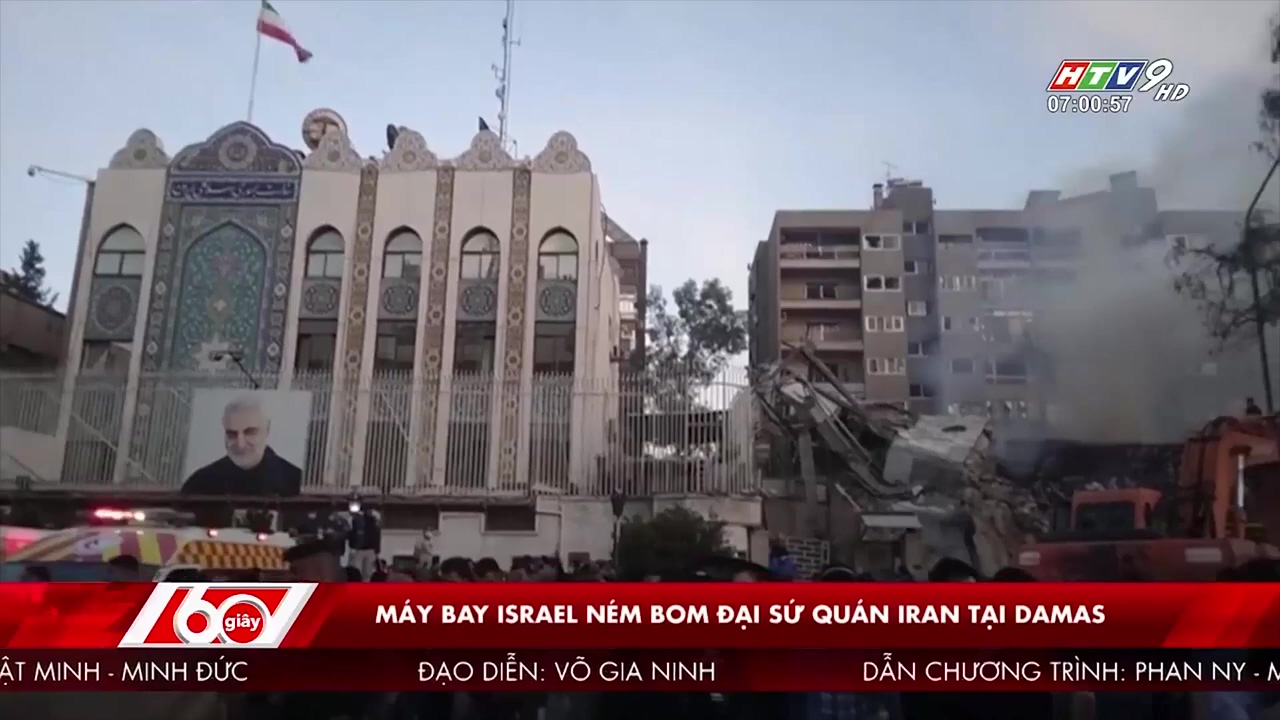 HTV9 HD
07:00:57
60 giây
MÁY BAY ISRAEL NÉM BOM ĐẠI SỨ QUÁN IRAN TẠI DAMAS
ẬT MINH - MINH ĐỨC ĐẠO DIỄN: VÕ GIA NINH DẪN CHƯƠNG TRÌNH: PHAN NY - M